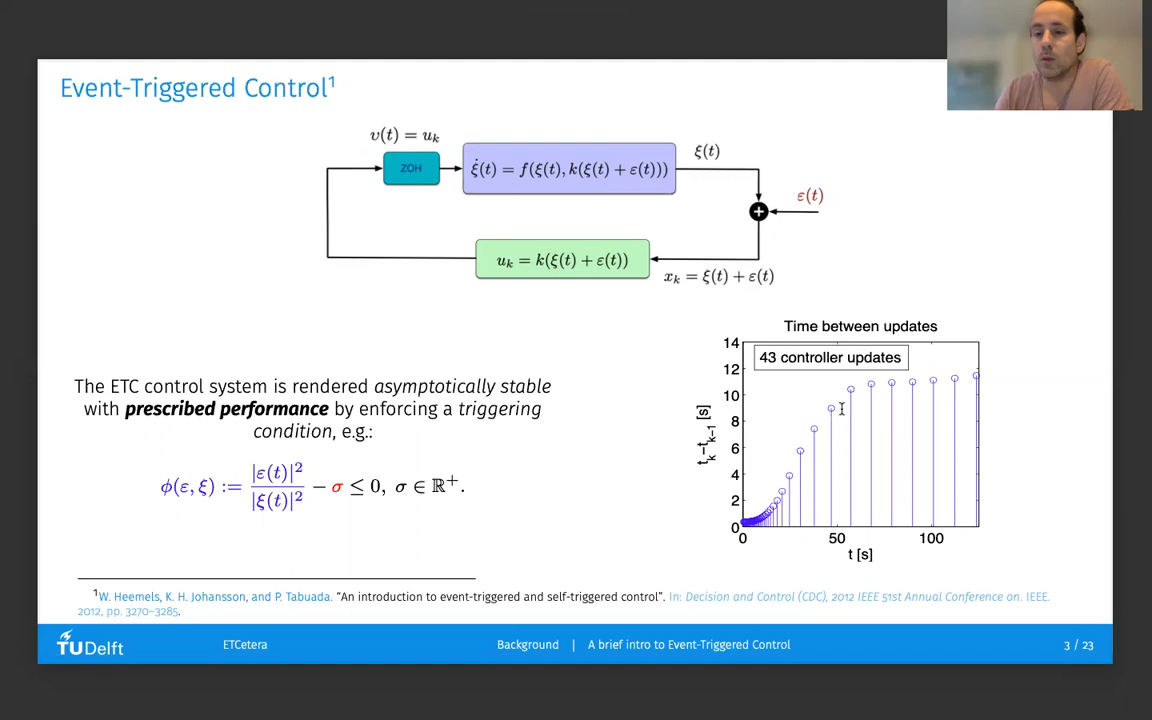 Event-Triggered Control¹
υ(t) = u_k
ZOH
ξ̇(t) = f(ξ(t), k(ξ(t) + ε(t)))
ξ(t)
ε(t)
+
u_k = k(ξ(t) + ε(t))
x_k = ξ(t) + ε(t)
The ETC control system is rendered asymptotically stable
with prescribed performance by enforcing a triggering
condition, e.g.:
ϕ(ε, ξ) := |ε(t)|² / |ξ(t)|² − σ ≤ 0, σ ∈ ℝ⁺.
Time between updates
43 controller updates
14
12
10
8
6
4
2
0
t_k−t_{k−1} [s]
0 50 100
t [s]
¹W. Heemels, K. H. Johansson, and P. Tabuada. “An introduction to event-triggered and self-triggered control”. In: Decision and Control (CDC), 2012 IEEE 51st Annual Conference on. IEEE.
2012, pp. 3270–3285.
TUDelft ETCetera Background | A brief intro to Event-Triggered Control 3 / 23